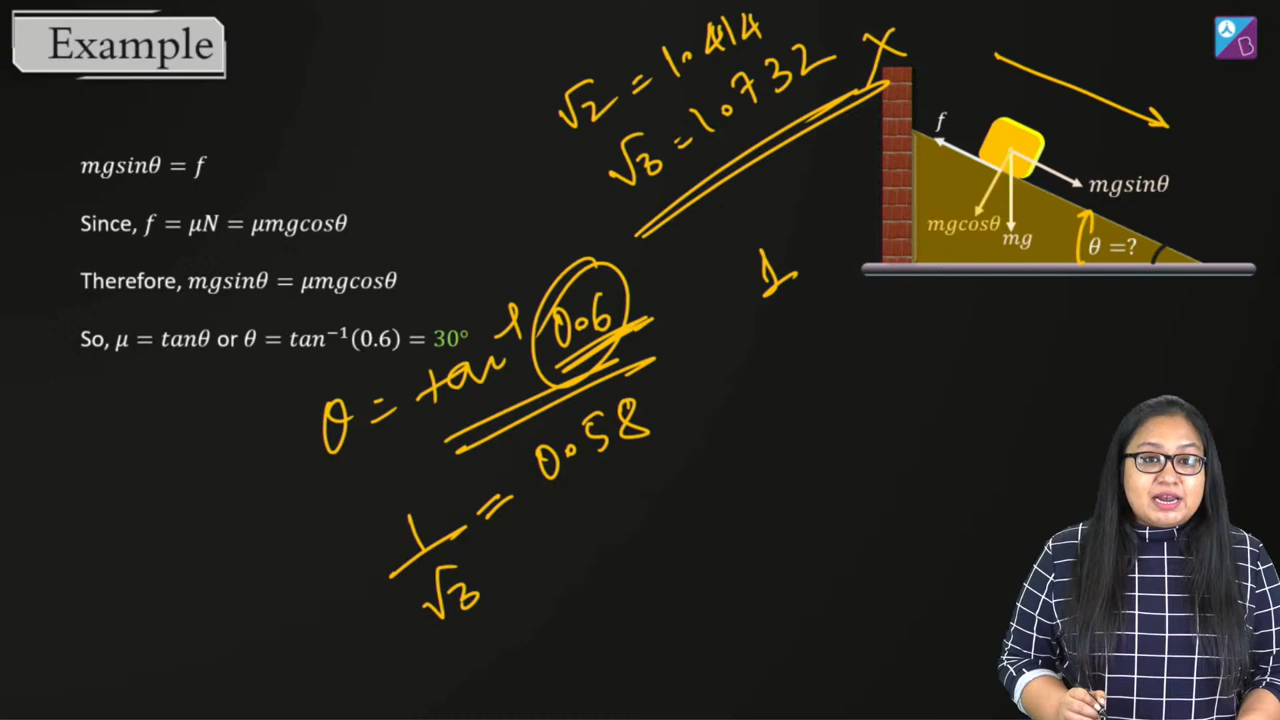 Example
√2 = 1.414
√3 = 1.732
X
B
f
mgsinθ
mgcosθ
mg
θ =?
mgsinθ = f
Since, f = μN = μmgcosθ
Therefore, mgsinθ = μmgcosθ
So, μ = tanθ or θ = tan⁻¹(0.6) = 30°
1
θ = tan⁻¹ 0.6
1/√3 = 0.58